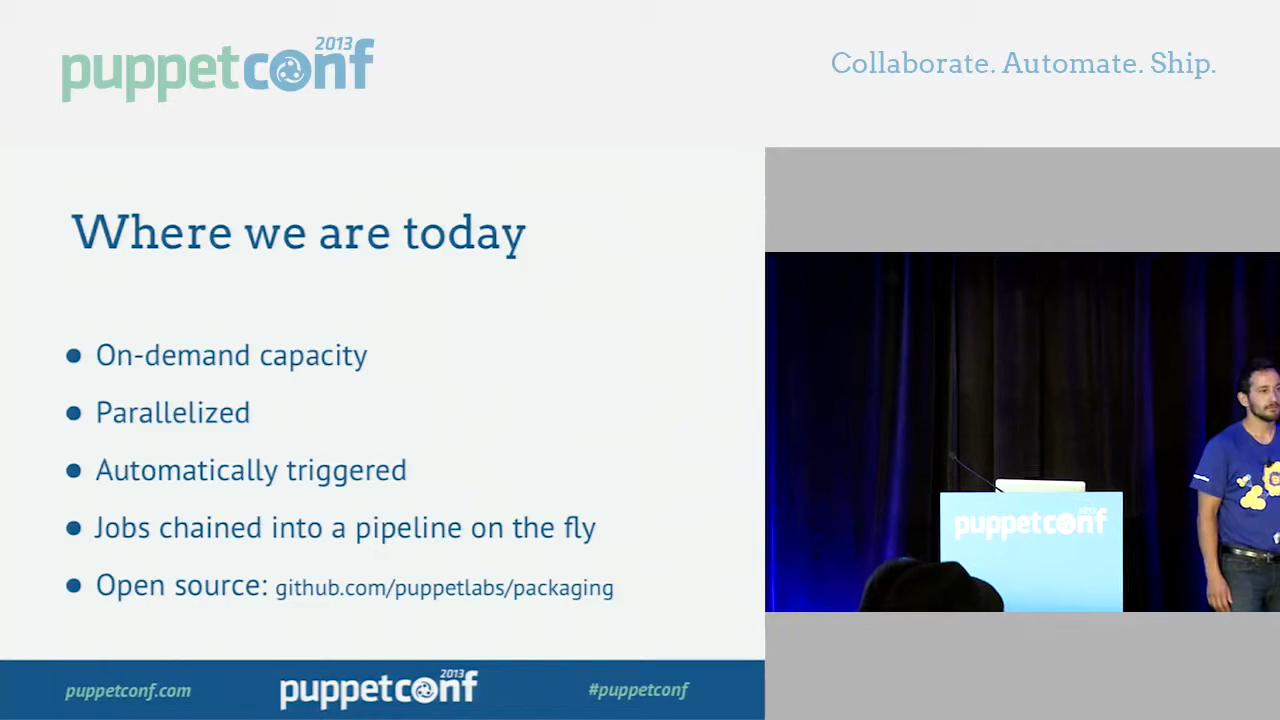 2013
puppetconf
Collaborate. Automate. Ship.
Where we are today
On-demand capacity
Parallelized
Automatically triggered
Jobs chained into a pipeline on the fly
Open source: github.com/puppetlabs/packaging
puppetconf.com
2013
puppetconf
#puppetconf
2013
puppetconf